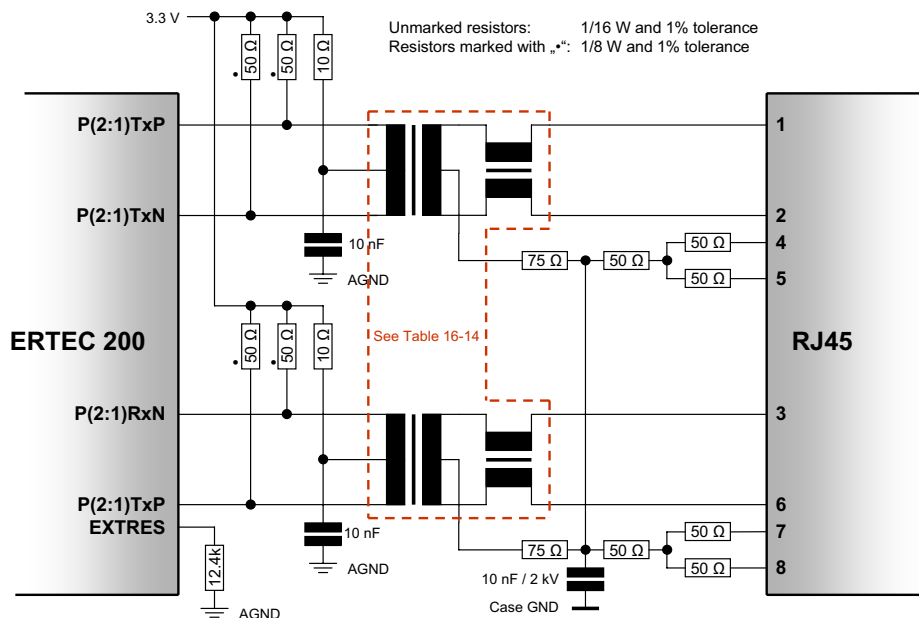 3.3 V
Unmarked resistors: 1/16 W and 1% tolerance
Resistors marked with „•“: 1/8 W and 1% tolerance
50 Ω
50 Ω
10 Ω
P(2:1)TxP
1
P(2:1)TxN
2
10 nF
AGND
75 Ω
50 Ω
50 Ω
4
50 Ω
5
ERTEC 200
50 Ω
50 Ω
10 Ω
See Table 16-14
RJ45
P(2:1)RxN
3
P(2:1)TxP
6
EXTRES
10 nF
AGND
75 Ω
50 Ω
50 Ω
7
50 Ω
8
12.4k
AGND
10 nF / 2 kV
Case GND